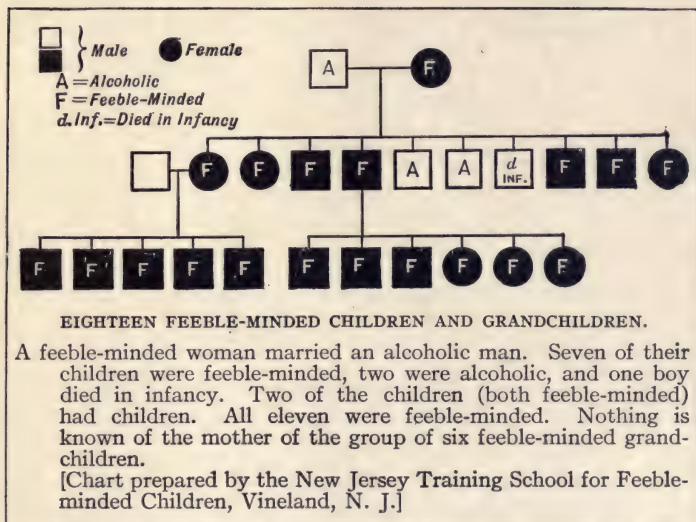 Male Female
A = Alcoholic
F = Feeble-Minded
d. Inf. = Died in Infancy
A F
F F F F A A d INF. F F F
F F F F F F F F F F F
EIGHTEEN FEEBLE-MINDED CHILDREN AND GRANDCHILDREN.
A feeble-minded woman married an alcoholic man. Seven of their
children were feeble-minded, two were alcoholic, and one boy
died in infancy. Two of the children (both feeble-minded)
had children. All eleven were feeble-minded. Nothing is
known of the mother of the group of six feeble-minded grand-
children.
[Chart prepared by the New Jersey Training School for Feeble-
minded Children, Vineland, N. J.]